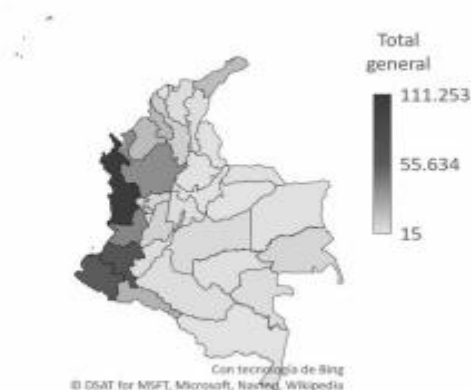 Total
general
111.253
55.634
15
Con tecnología de Bing
© DSAT for MSFT, Microsoft, Navteq, Wikipedia